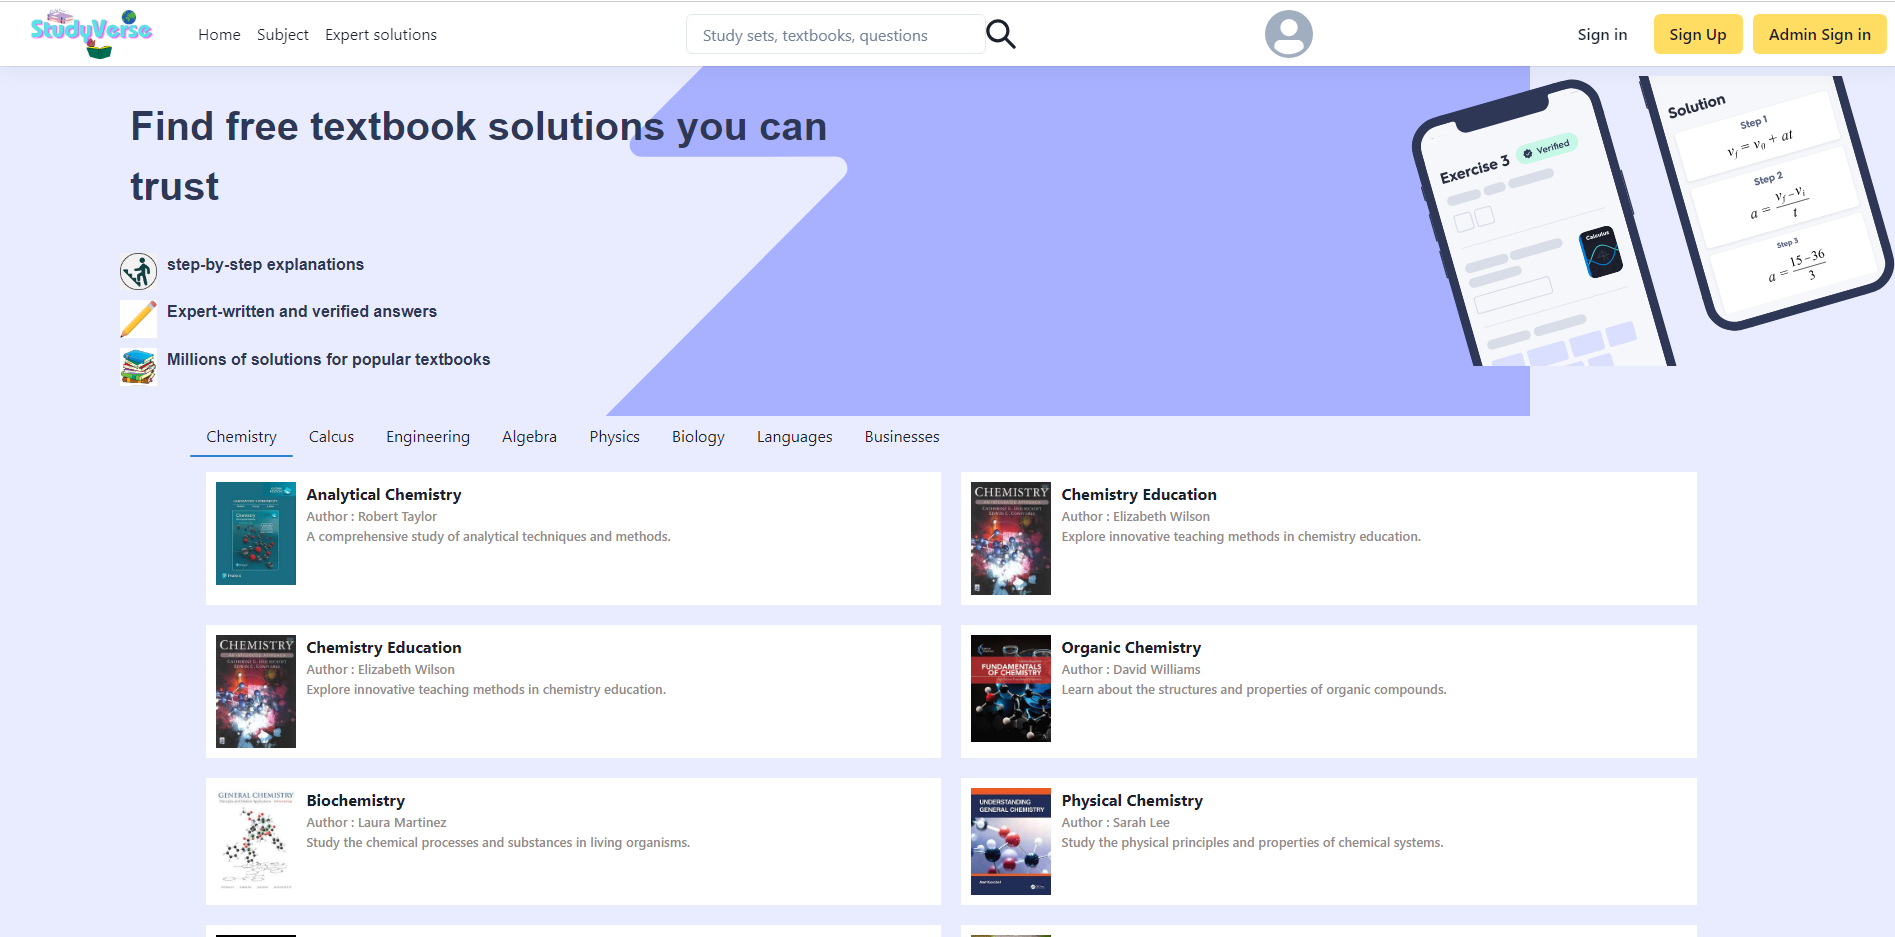 StudyVerse
Home Subject Expert solutions
Study sets, textbooks, questions
Sign in Sign Up Admin Sign in
Find free textbook solutions you can
trust
step-by-step explanations
Expert-written and verified answers
Millions of solutions for popular textbooks
Exercise 3 Verified
Calculus
Solution
Step 1
v_f = v_0 + at
Step 2
a = (v_f – v_i) / t
Step 3
a = (15 – 36) / 3
Chemistry Calcus Engineering Algebra Physics Biology Languages Businesses
Analytical Chemistry
Author : Robert Taylor
A comprehensive study of analytical techniques and methods.
CHEMISTRY
Chemistry Education
Author : Elizabeth Wilson
Explore innovative teaching methods in chemistry education.
CHEMISTRY
Chemistry Education
Author : Elizabeth Wilson
Explore innovative teaching methods in chemistry education.
FUNDAMENTALS
OF CHEMISTRY
Organic Chemistry
Author : David Williams
Learn about the structures and properties of organic compounds.
GENERAL CHEMISTRY
Biochemistry
Author : Laura Martinez
Study the chemical processes and substances in living organisms.
UNDERSTANDING
GENERAL CHEMISTRY
Physical Chemistry
Author : Sarah Lee
Study the physical principles and properties of chemical systems.